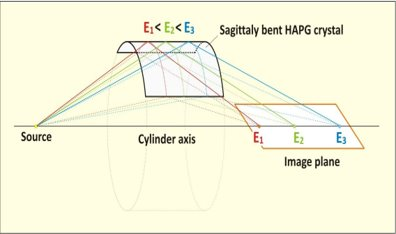 E1< E2 < E3
Sagittaly bent HAPG crystal
Source
Cylinder axis
E1
E2
E3
Image plane